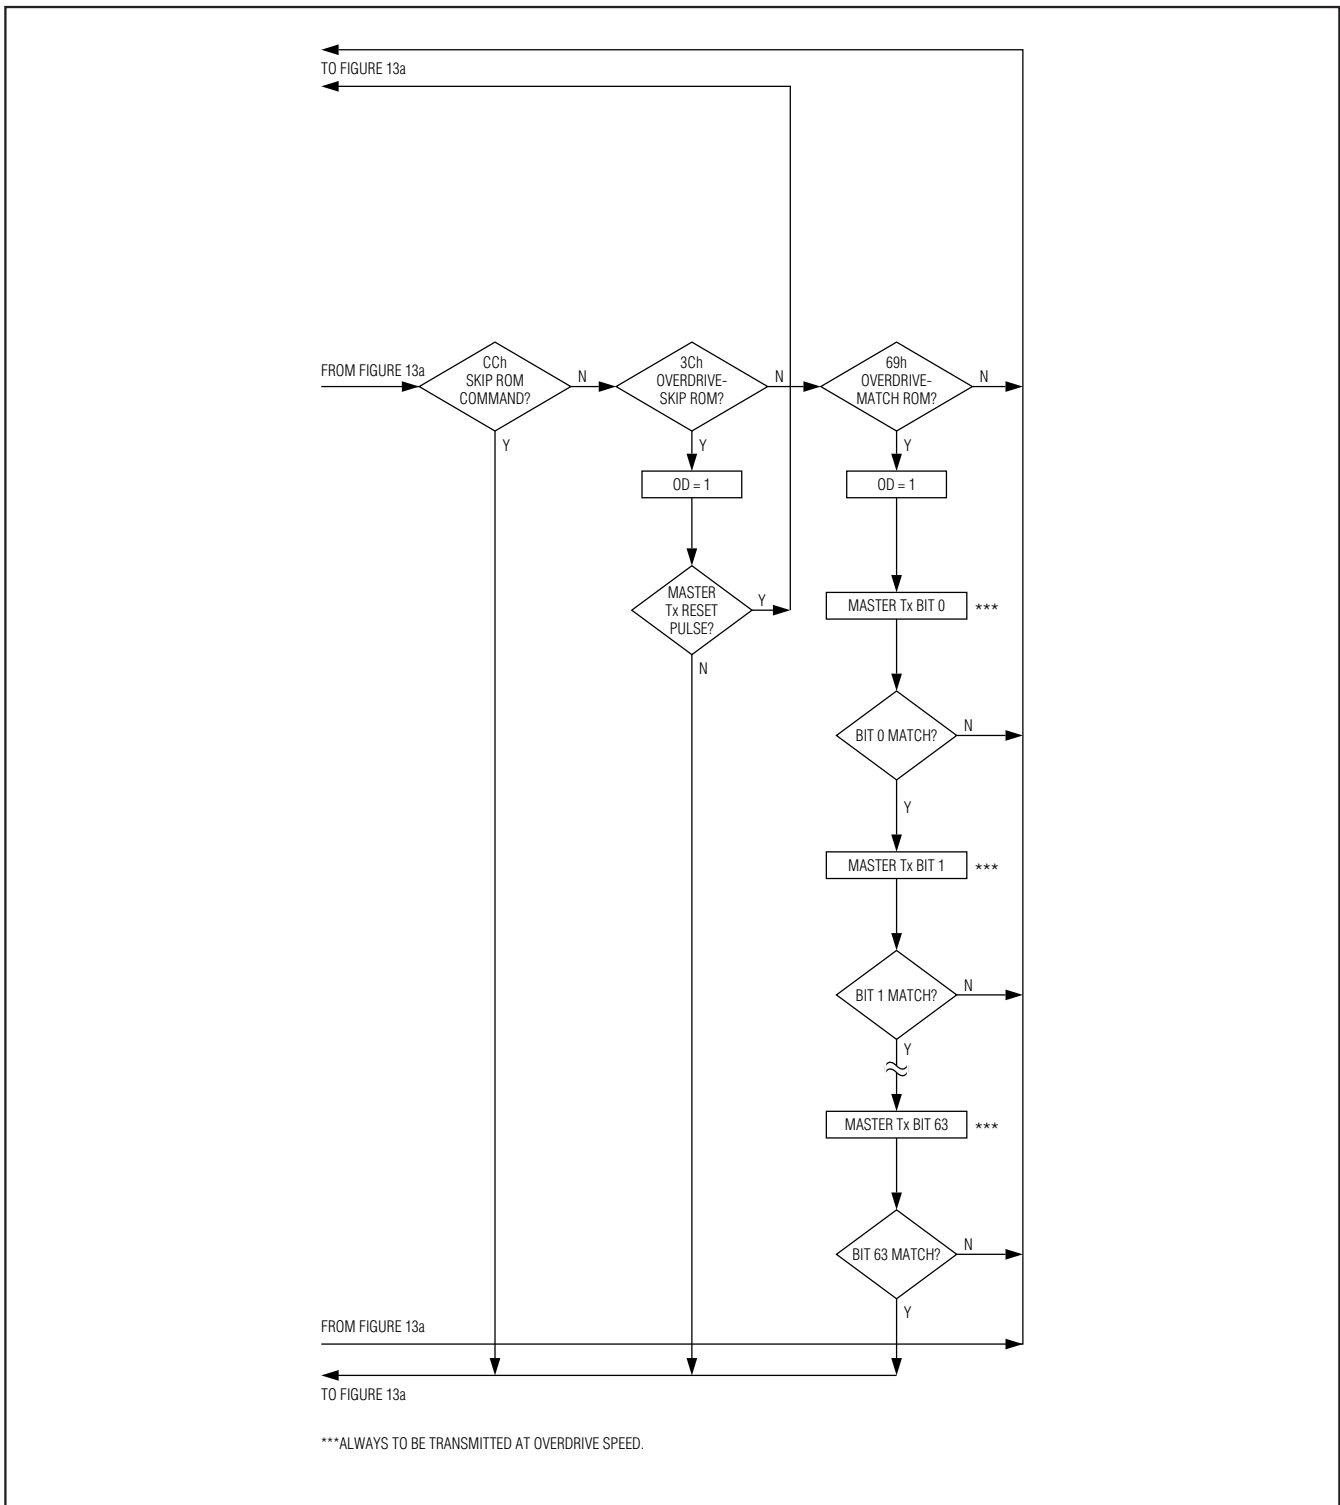 TO FIGURE 13a
FROM FIGURE 13a
CCh
SKIP ROM
COMMAND?
N
3Ch
OVERDRIVE-
SKIP ROM?
N
69h
OVERDRIVE-
MATCH ROM?
N
Y
Y
Y
OD = 1
OD = 1
MASTER
Tx RESET
PULSE?
Y
N
MASTER Tx BIT 0
***
BIT 0 MATCH?
N
Y
MASTER Tx BIT 1
***
BIT 1 MATCH?
N
Y
MASTER Tx BIT 63
***
BIT 63 MATCH?
N
Y
FROM FIGURE 13a
TO FIGURE 13a
***ALWAYS TO BE TRANSMITTED AT OVERDRIVE SPEED.